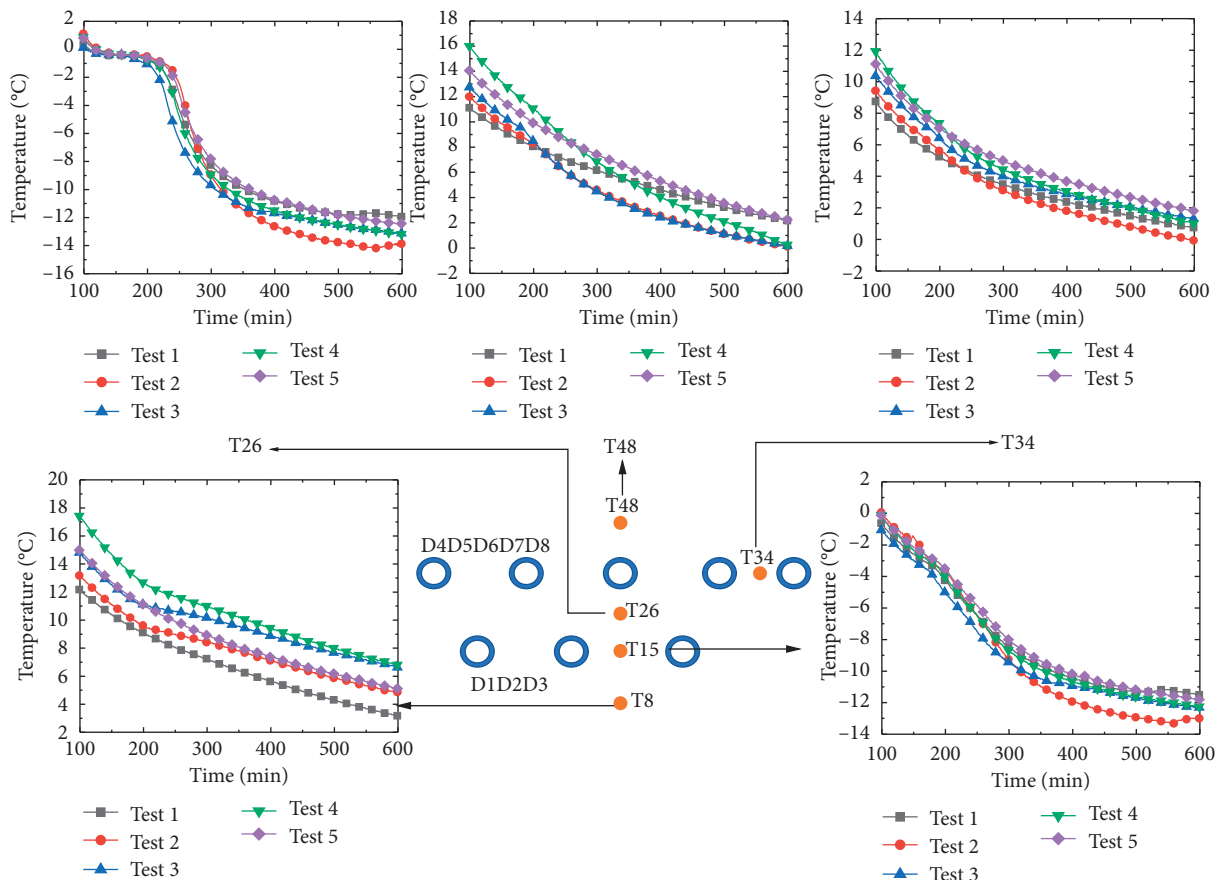 2
0
−2
−4
−6
−8
−10
−12
−14
−16
Temperature (°C)
100 200 300 400 500 600
Time (min)
Test 1
Test 2
Test 3
Test 4
Test 5
18
16
14
12
10
8
6
4
2
0
−2
Temperature (°C)
100 200 300 400 500 600
Time (min)
Test 1
Test 2
Test 3
Test 4
Test 5
14
12
10
8
6
4
2
0
−2
Temperature (°C)
100 200 300 400 500 600
Time (min)
Test 1
Test 2
Test 3
Test 4
Test 5
T26
T48
T34
T48
D4D5D6D7D8
T34
T26
T15
D1D2D3
T8
20
18
16
14
12
10
8
6
4
2
Temperature (°C)
100 200 300 400 500 600
Time (min)
Test 1
Test 2
Test 3
Test 4
Test 5
2
0
−2
−4
−6
−8
−10
−12
−14
Temperature (°C)
100 200 300 400 500 600
Time (min)
Test 1
Test 2
Test 3
Test 4
Test 5